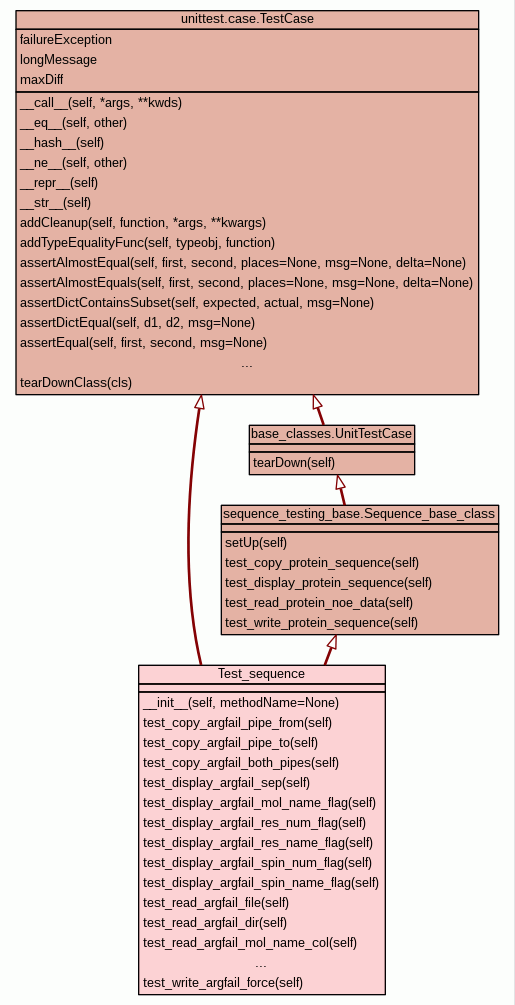 unittest.case.TestCase
failureException
longMessage
maxDiff
__call__(self, *args, **kwds)
__eq__(self, other)
__hash__(self)
__ne__(self, other)
__repr__(self)
__str__(self)
addCleanup(self, function, *args, **kwargs)
addTypeEqualityFunc(self, typeobj, function)
assertAlmostEqual(self, first, second, places=None, msg=None, delta=None)
assertAlmostEquals(self, first, second, places=None, msg=None, delta=None)
assertDictContainsSubset(self, expected, actual, msg=None)
assertDictEqual(self, d1, d2, msg=None)
assertEqual(self, first, second, msg=None)
...
tearDownClass(cls)
base_classes.UnitTestCase
tearDown(self)
sequence_testing_base.Sequence_base_class
setUp(self)
test_copy_protein_sequence(self)
test_display_protein_sequence(self)
test_read_protein_noe_data(self)
test_write_protein_sequence(self)
Test_sequence
__init__(self, methodName=None)
test_copy_argfail_pipe_from(self)
test_copy_argfail_pipe_to(self)
test_copy_argfail_both_pipes(self)
test_display_argfail_sep(self)
test_display_argfail_mol_name_flag(self)
test_display_argfail_res_num_flag(self)
test_display_argfail_res_name_flag(self)
test_display_argfail_spin_num_flag(self)
test_display_argfail_spin_name_flag(self)
test_read_argfail_file(self)
test_read_argfail_dir(self)
test_read_argfail_mol_name_col(self)
...
test_write_argfail_force(self)